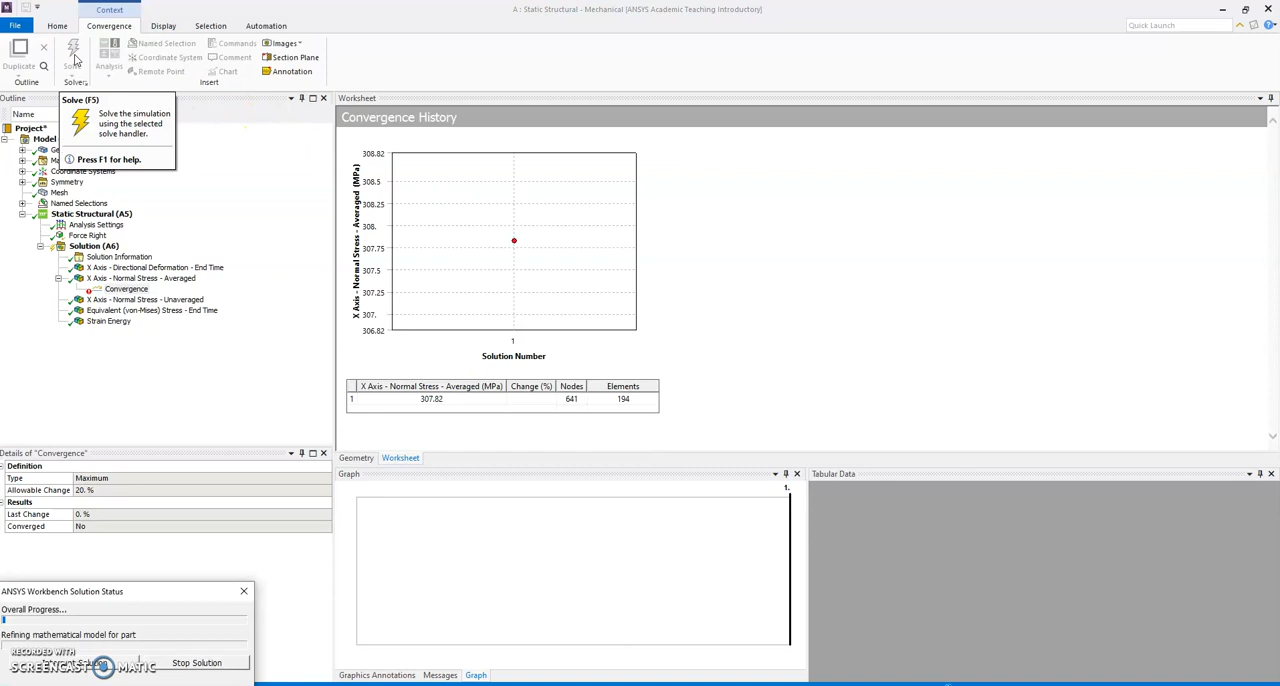 Context
A : Static Structural - Mechanical [ANSYS Academic Teaching Introductory]
File Home Convergence Display Selection Automation
Quick Launch
Duplicate
Outline
Solve
Solver
Analysis
Named Selection
Coordinate System
Remote Point
Commands
Comment
Chart
Insert
Images
Section Plane
Annotation
Solve (F5)
Solve the simulation
using the selected
solve handler.
Press F1 for help.
Outline
Name
Project*
Model
Coordinate Systems
Symmetry
Mesh
Named Selections
Static Structural (A5)
Analysis Settings
Force Right
Solution (A6)
Solution Information
X Axis - Directional Deformation - End Time
X Axis - Normal Stress - Averaged
Convergence
X Axis - Normal Stress - Unaveraged
Equivalent (von-Mises) Stress - End Time
Strain Energy
Worksheet
Convergence History
X Axis - Normal Stress - Averaged (MPa)
308.82
308.5
308.25
308.
307.75
307.5
307.25
307.
306.82
1
Solution Number
X Axis - Normal Stress - Averaged (MPa) Change (%) Nodes Elements
1 307.82 641 194
Geometry Worksheet
Details of "Convergence"
Definition
Type Maximum
Allowable Change 20. %
Results
Last Change 0. %
Converged No
Graph
1.
Tabular Data
ANSYS Workbench Solution Status
Overall Progress...
Refining mathematical model for part
Solution Stop Solution
RECORDED WITH
SCREENCAST MATIC
Graphics Annotations Messages Graph